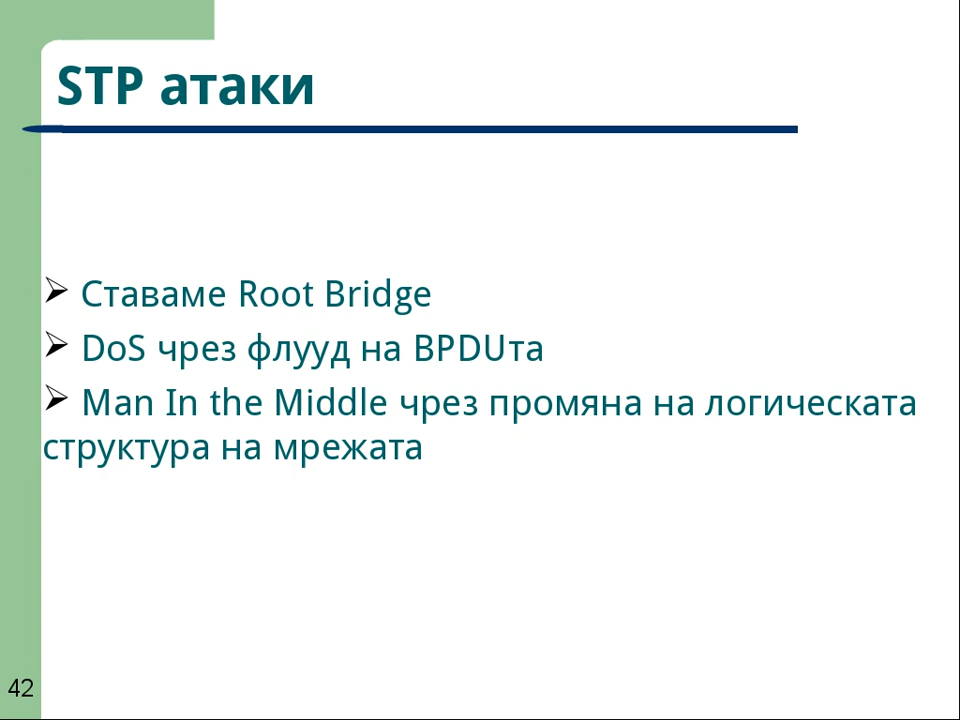 STP атаки
➢ Ставаме Root Bridge
➢ DoS чрез флууд на BPDUта
➢ Man In the Middle чрез промяна на логическата
структура на мрежата
42